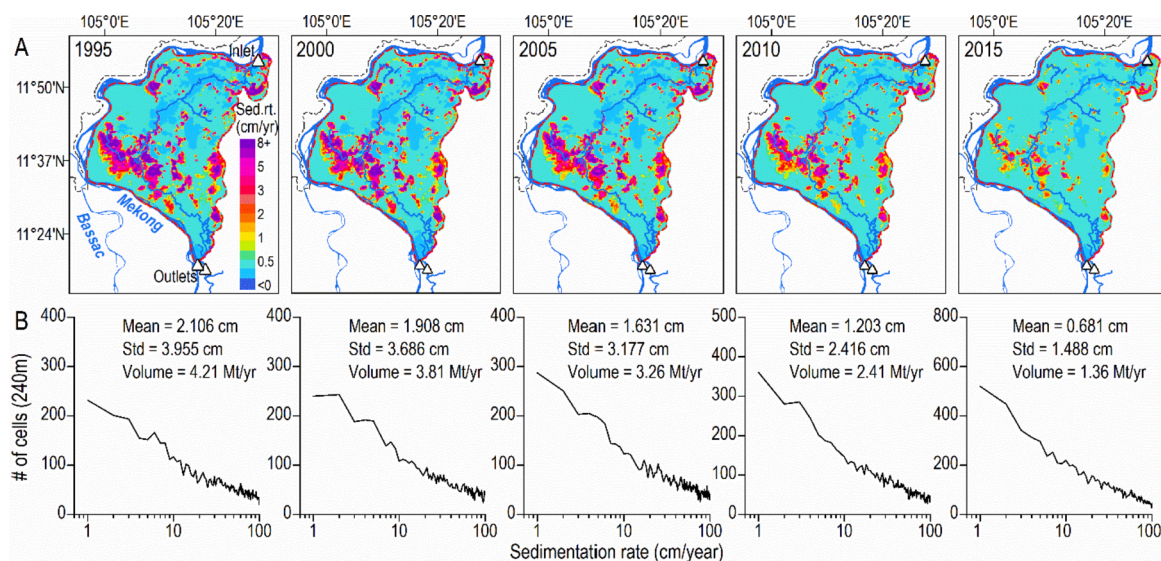 105°0'E 105°20'E 105°0'E 105°20'E 105°0'E 105°20'E 105°0'E 105°20'E 105°0'E 105°20'E
A 1995 Inlet 2000 2005 2010 2015
11°50'N
Sed.rt.
(cm/yr)
8+
5
11°37'N
3
2
Mekong
1
11°24'N
Bassac
0.5
Outlets
<0
B 400 400 400 500 800
Mean = 2.106 cm Mean = 1.908 cm Mean = 1.631 cm Mean = 1.203 cm Mean = 0.681 cm
Std = 3.955 cm Std = 3.686 cm Std = 3.177 cm Std = 2.416 cm Std = 1.488 cm
Volume = 4.21 Mt/yr Volume = 3.81 Mt/yr Volume = 3.26 Mt/yr Volume = 2.41 Mt/yr Volume = 1.36 Mt/yr
# of cells (240m)
400 600
300 300 300
300 400
200 200 200
200
100 100 100 200
100
0 0 0 0 0
1 10 100 1 10 100 1 10 100 1 10 100 1 10 100
Sedimentation rate (cm/year)